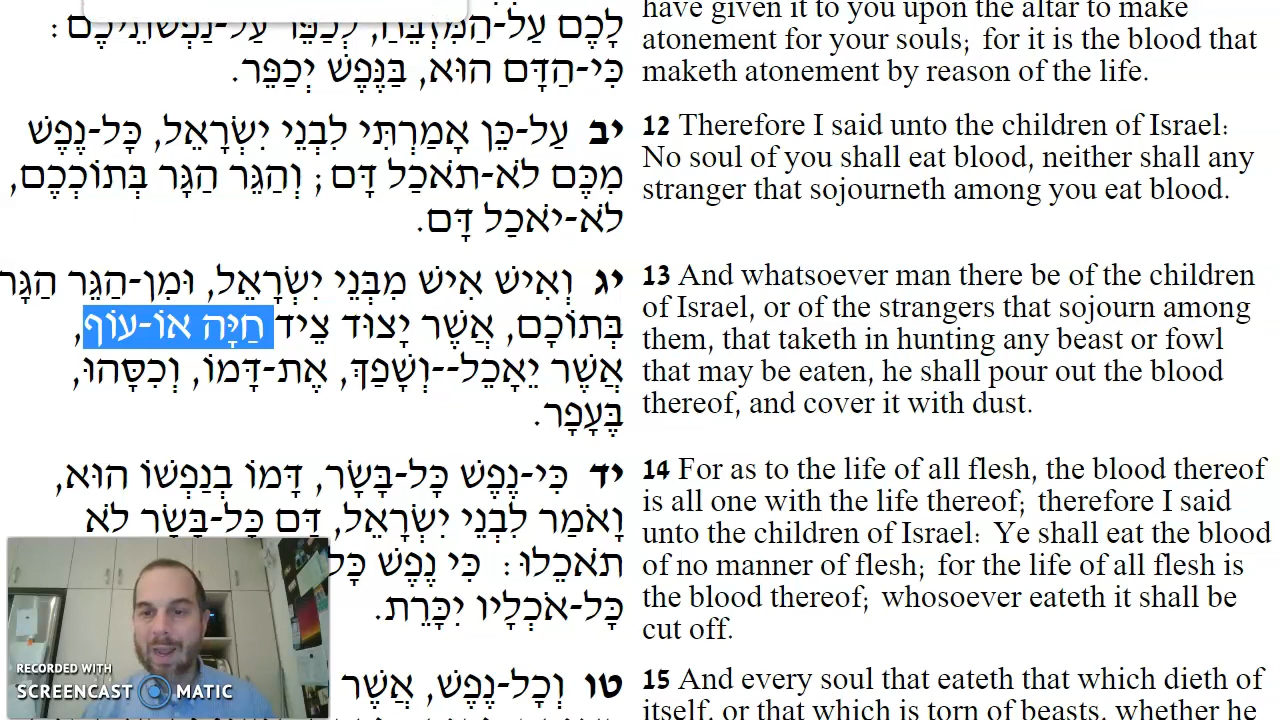 לָכֶם עַל-הַמִּזְבֵּחַ, לְכַפֵּר עַל-נַפְשֹׁתֵיכֶם:
כִּי-הַדָּם הוּא, בַּנֶּפֶשׁ יְכַפֵּר.
יב עַל-כֵּן אָמַרְתִּי לִבְנֵי יִשְׂרָאֵל, כָּל-נֶפֶשׁ
מִכֶּם לֹא-תֹאכַל דָּם; וְהַגֵּר הַגָּר בְּתוֹכְכֶם,
לֹא-יֹאכַל דָּם.
יג וְאִישׁ אִישׁ מִבְּנֵי יִשְׂרָאֵל, וּמִן-הַגֵּר הַגָּר
בְּתוֹכָם, אֲשֶׁר יָצוּד צֵיד חַיָּה אוֹ-עוֹף,
אֲשֶׁר יֵאָכֵל--וְשָׁפַךְ, אֶת-דָּמוֹ, וְכִסָּהוּ,
בֶּעָפָר.
יד כִּי-נֶפֶשׁ כָּל-בָּשָׂר, דָּמוֹ בְנַפְשׁוֹ הוּא,
וָאֹמַר לִבְנֵי יִשְׂרָאֵל, דַּם כָּל-בָּשָׂר לֹא
תֹאכֵלוּ: כִּי נֶפֶשׁ
כָּל-אֹכְלָיו יִכָּרֵת.
טו וְכָל-נֶפֶשׁ, אֲשֶׁר
have given it to you upon the altar to make
atonement for your souls; for it is the blood that
maketh atonement by reason of the life.
12 Therefore I said unto the children of Israel:
No soul of you shall eat blood, neither shall any
stranger that sojourneth among you eat blood.
13 And whatsoever man there be of the children
of Israel, or of the strangers that sojourn among
them, that taketh in hunting any beast or fowl
that may be eaten, he shall pour out the blood
thereof, and cover it with dust.
14 For as to the life of all flesh, the blood thereof
is all one with the life thereof; therefore I said
unto the children of Israel: Ye shall eat the blood
of no manner of flesh; for the life of all flesh is
the blood thereof; whosoever eateth it shall be
cut off.
15 And every soul that eateth that which dieth of
itself, or that which is torn of beasts, whether he
RECORDED WITH
SCREENCAST MATIC